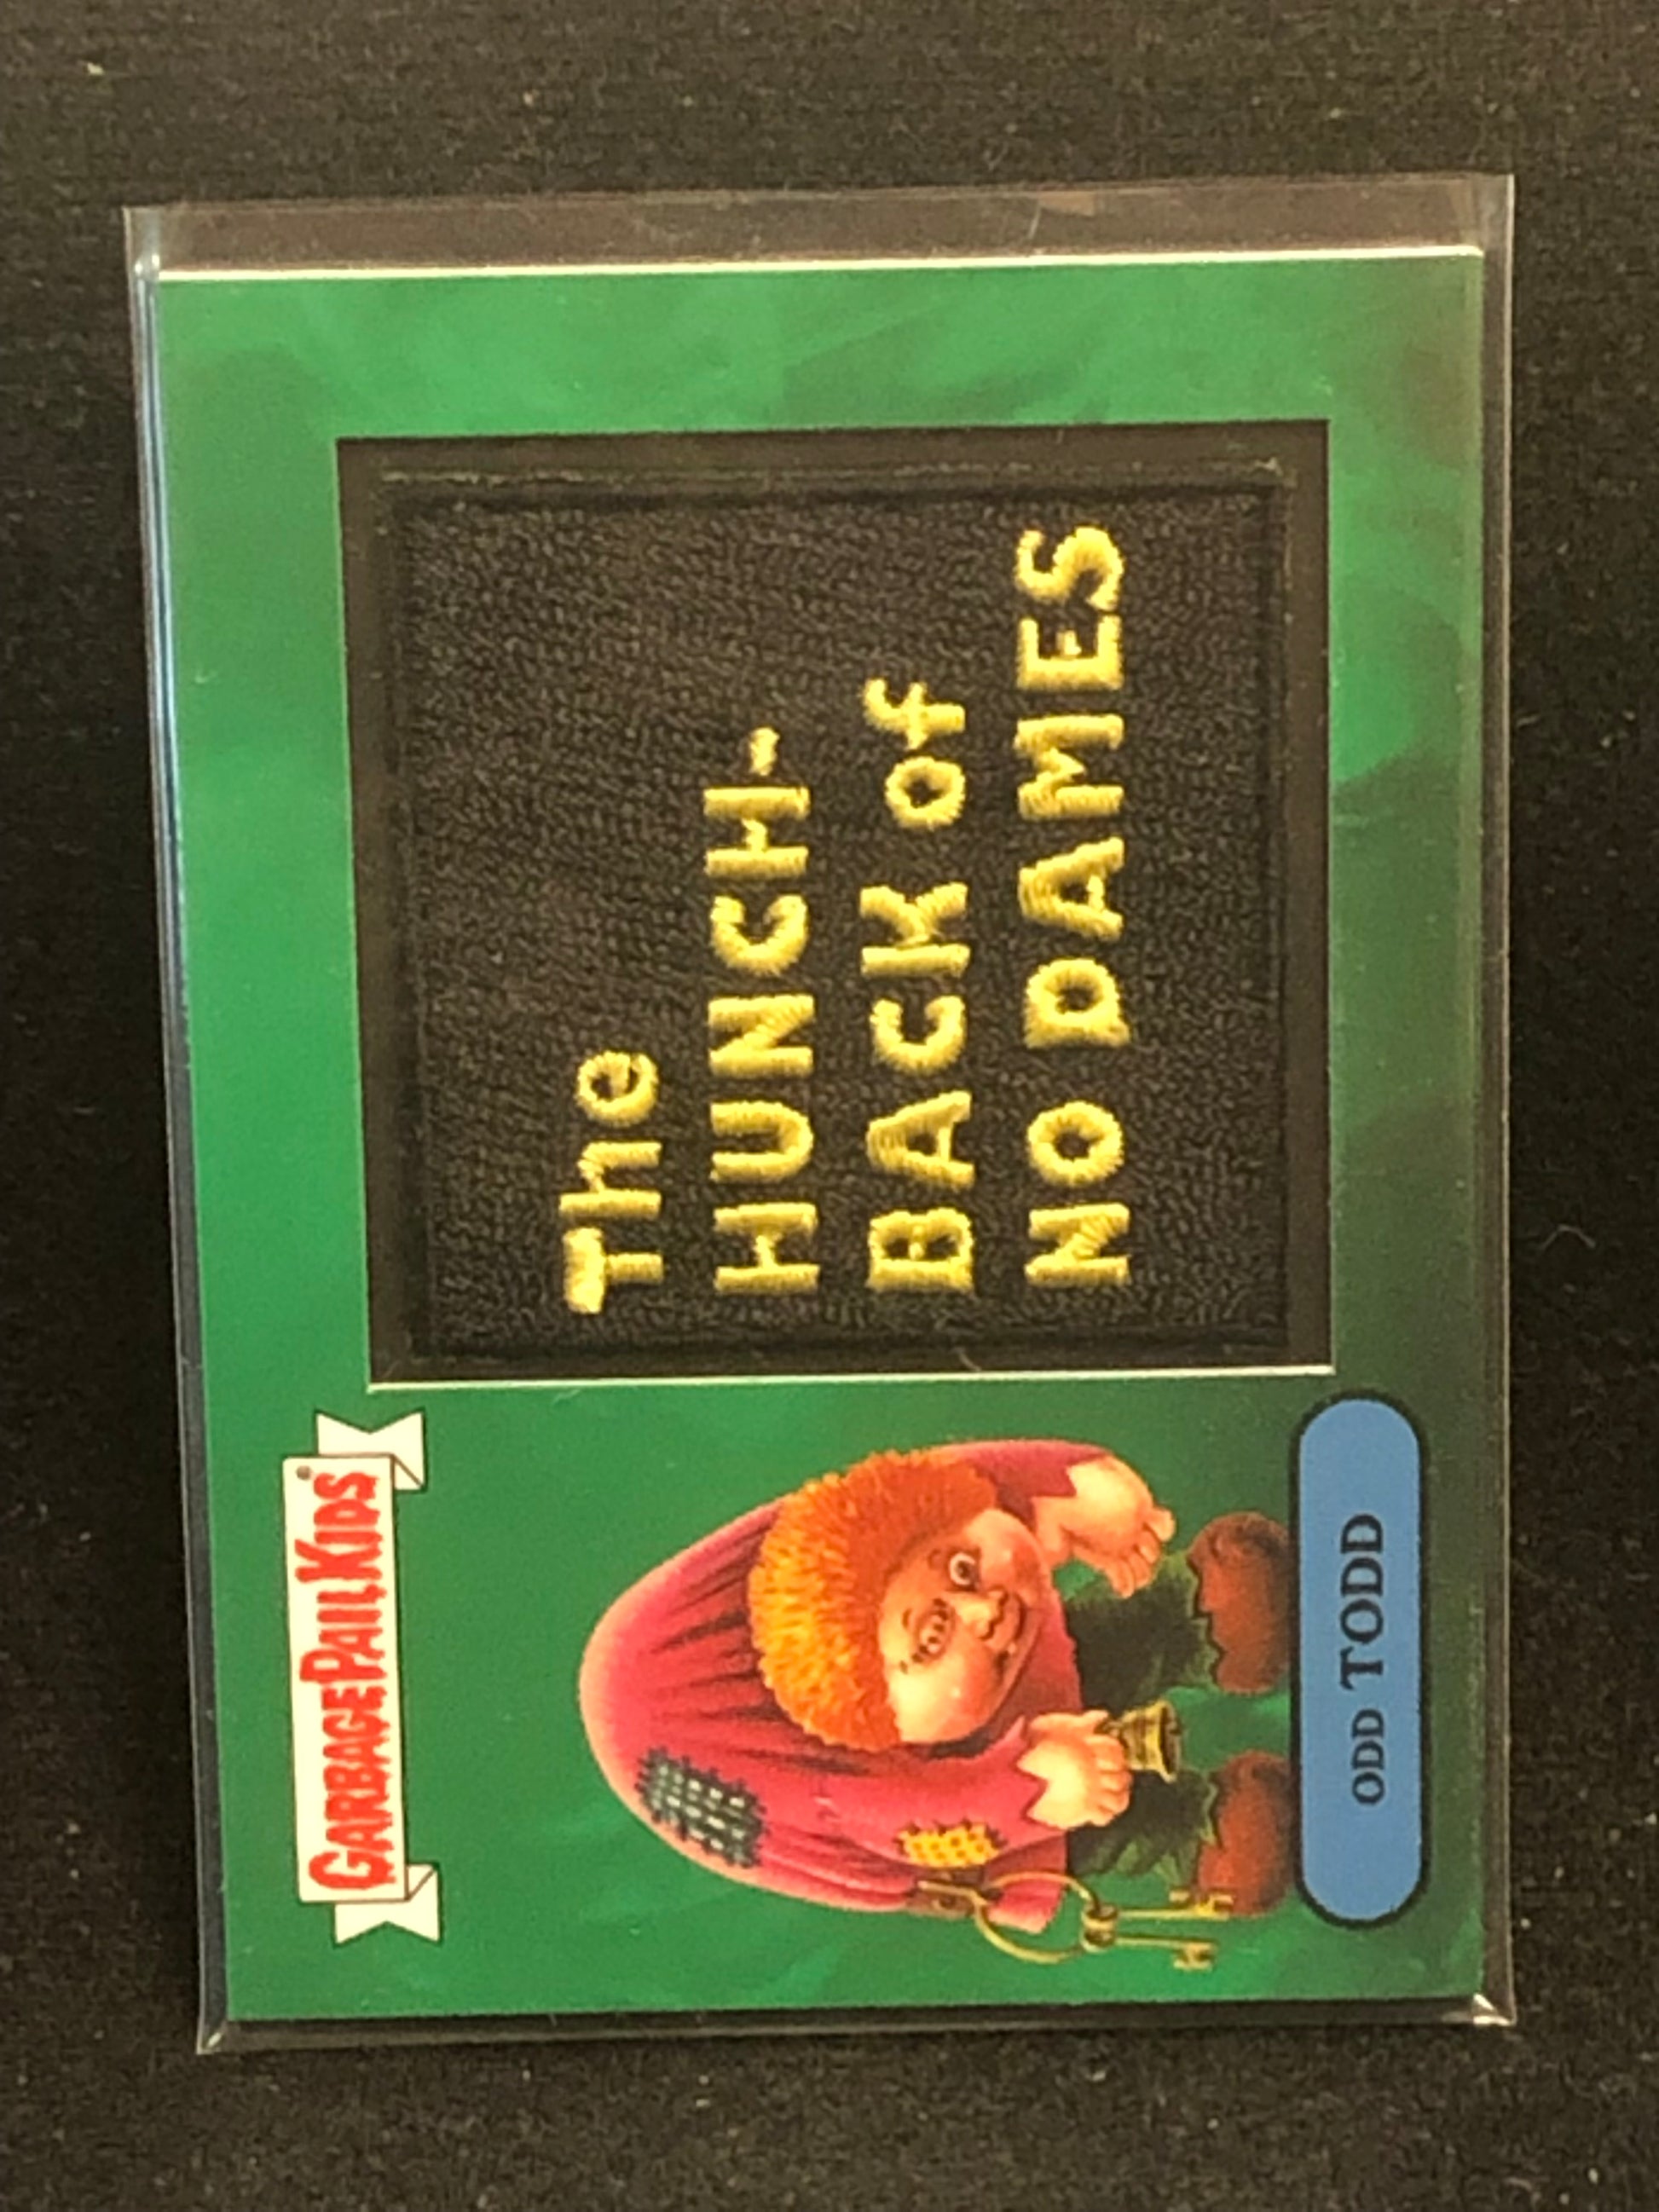 GARBAGE PAIL KIDS
ODD TODD
The
HUNCH-
BACK of
NO DAMES